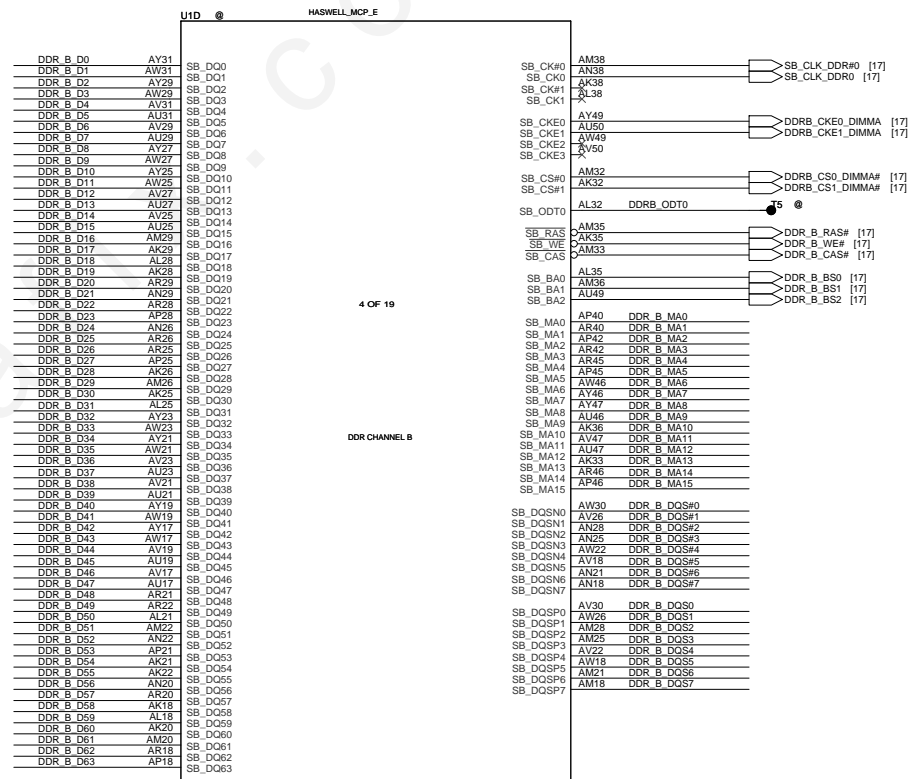 U1D @ HASWELL_MCP_E
DDR_B_D0 AY31 SB_DQ0
DDR_B_D1 AW31 SB_DQ1
DDR_B_D2 AY29 SB_DQ2
DDR_B_D3 AW29 SB_DQ3
DDR_B_D4 AV31 SB_DQ4
DDR_B_D5 AU31 SB_DQ5
DDR_B_D6 AV29 SB_DQ6
DDR_B_D7 AU29 SB_DQ7
DDR_B_D8 AY27 SB_DQ8
DDR_B_D9 AW27 SB_DQ9
DDR_B_D10 AY25 SB_DQ10
DDR_B_D11 AW25 SB_DQ11
DDR_B_D12 AV27 SB_DQ12
DDR_B_D13 AU27 SB_DQ13
DDR_B_D14 AV25 SB_DQ14
DDR_B_D15 AU25 SB_DQ15
DDR_B_D16 AM29 SB_DQ16
DDR_B_D17 AK29 SB_DQ17
DDR_B_D18 AL28 SB_DQ18
DDR_B_D19 AK28 SB_DQ19
DDR_B_D20 AR29 SB_DQ20
DDR_B_D21 AN29 SB_DQ21
DDR_B_D22 AR28 SB_DQ22
DDR_B_D23 AP28 SB_DQ23
DDR_B_D24 AN26 SB_DQ24
DDR_B_D25 AR26 SB_DQ25
DDR_B_D26 AR25 SB_DQ26
DDR_B_D27 AP25 SB_DQ27
DDR_B_D28 AK26 SB_DQ28
DDR_B_D29 AM26 SB_DQ29
DDR_B_D30 AK25 SB_DQ30
DDR_B_D31 AL25 SB_DQ31
DDR_B_D32 AY23 SB_DQ32
DDR_B_D33 AW23 SB_DQ33
DDR_B_D34 AY21 SB_DQ34
DDR_B_D35 AW21 SB_DQ35
DDR_B_D36 AV23 SB_DQ36
DDR_B_D37 AU23 SB_DQ37
DDR_B_D38 AV21 SB_DQ38
DDR_B_D39 AU21 SB_DQ39
DDR_B_D40 AY19 SB_DQ40
DDR_B_D41 AW19 SB_DQ41
DDR_B_D42 AY17 SB_DQ42
DDR_B_D43 AW17 SB_DQ43
DDR_B_D44 AV19 SB_DQ44
DDR_B_D45 AU19 SB_DQ45
DDR_B_D46 AV17 SB_DQ46
DDR_B_D47 AU17 SB_DQ47
DDR_B_D48 AR21 SB_DQ48
DDR_B_D49 AR22 SB_DQ49
DDR_B_D50 AL21 SB_DQ50
DDR_B_D51 AM22 SB_DQ51
DDR_B_D52 AN22 SB_DQ52
DDR_B_D53 AP21 SB_DQ53
DDR_B_D54 AK21 SB_DQ54
DDR_B_D55 AK22 SB_DQ55
DDR_B_D56 AN20 SB_DQ56
DDR_B_D57 AR20 SB_DQ57
DDR_B_D58 AK18 SB_DQ58
DDR_B_D59 AL18 SB_DQ59
DDR_B_D60 AK20 SB_DQ60
DDR_B_D61 AM20 SB_DQ61
DDR_B_D62 AR18 SB_DQ62
DDR_B_D63 AP18 SB_DQ63
4 OF 19
DDR CHANNEL B
SB_CK#0 AM38 SB_CLK_DDR#0 [17]
SB_CK0 AN38 SB_CLK_DDR0 [17]
SB_CK#1 AK38
SB_CK1 AL38
SB_CKE0 AY49 DDRB_CKE0_DIMMA [17]
SB_CKE1 AU50 DDRB_CKE1_DIMMA [17]
SB_CKE2 AW49
SB_CKE3 AV50
SB_CS#0 AM32 DDRB_CS0_DIMMA# [17]
SB_CS#1 AK32 DDRB_CS1_DIMMA# [17]
SB_ODT0 AL32 DDRB_ODT0 T5 @
SB_RAS AM35 DDR_B_RAS# [17]
SB_WE AK35 DDR_B_WE# [17]
SB_CAS AM33 DDR_B_CAS# [17]
SB_BA0 AL35 DDR_B_BS0 [17]
SB_BA1 AM36 DDR_B_BS1 [17]
SB_BA2 AU49 DDR_B_BS2 [17]
SB_MA0 AP40 DDR_B_MA0
SB_MA1 AR40 DDR_B_MA1
SB_MA2 AP42 DDR_B_MA2
SB_MA3 AR42 DDR_B_MA3
SB_MA4 AR45 DDR_B_MA4
SB_MA5 AP45 DDR_B_MA5
SB_MA6 AW46 DDR_B_MA6
SB_MA7 AY46 DDR_B_MA7
SB_MA8 AY47 DDR_B_MA8
SB_MA9 AU46 DDR_B_MA9
SB_MA10 AK36 DDR_B_MA10
SB_MA11 AV47 DDR_B_MA11
SB_MA12 AU47 DDR_B_MA12
SB_MA13 AK33 DDR_B_MA13
SB_MA14 AR46 DDR_B_MA14
SB_MA15 AP46 DDR_B_MA15
SB_DQSN0 AW30 DDR_B_DQS#0
SB_DQSN1 AV26 DDR_B_DQS#1
SB_DQSN2 AN28 DDR_B_DQS#2
SB_DQSN3 AN25 DDR_B_DQS#3
SB_DQSN4 AW22 DDR_B_DQS#4
SB_DQSN5 AV18 DDR_B_DQS#5
SB_DQSN6 AN21 DDR_B_DQS#6
SB_DQSN7 AN18 DDR_B_DQS#7
SB_DQSP0 AV30 DDR_B_DQS0
SB_DQSP1 AW26 DDR_B_DQS1
SB_DQSP2 AM28 DDR_B_DQS2
SB_DQSP3 AM25 DDR_B_DQS3
SB_DQSP4 AV22 DDR_B_DQS4
SB_DQSP5 AW18 DDR_B_DQS5
SB_DQSP6 AM21 DDR_B_DQS6
SB_DQSP7 AM18 DDR_B_DQS7